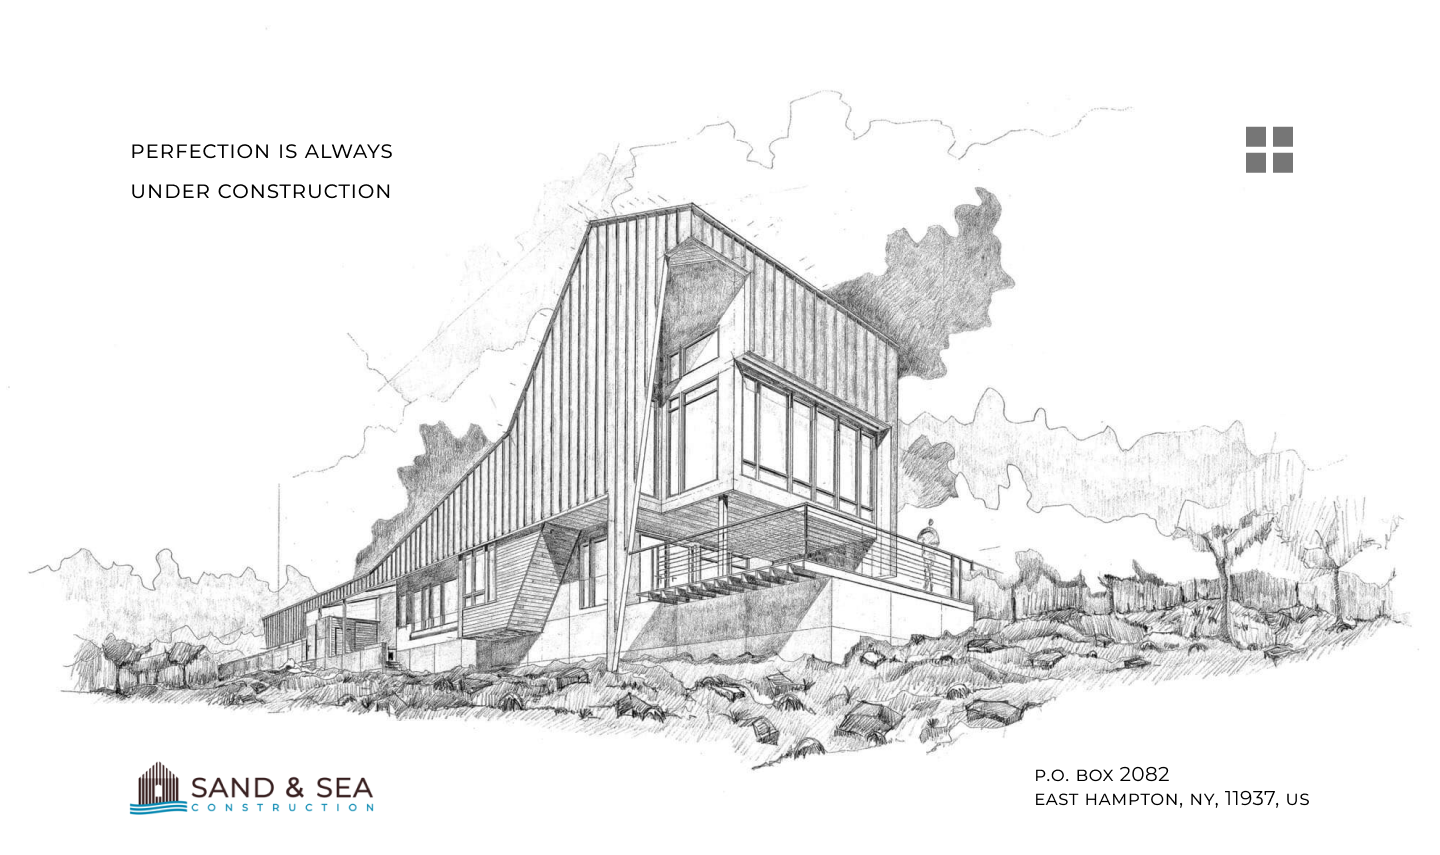 PERFECTION IS ALWAYS
UNDER CONSTRUCTION
SAND & SEA
CONSTRUCTION
P.O. BOX 2082
EAST HAMPTON, NY, 11937, US